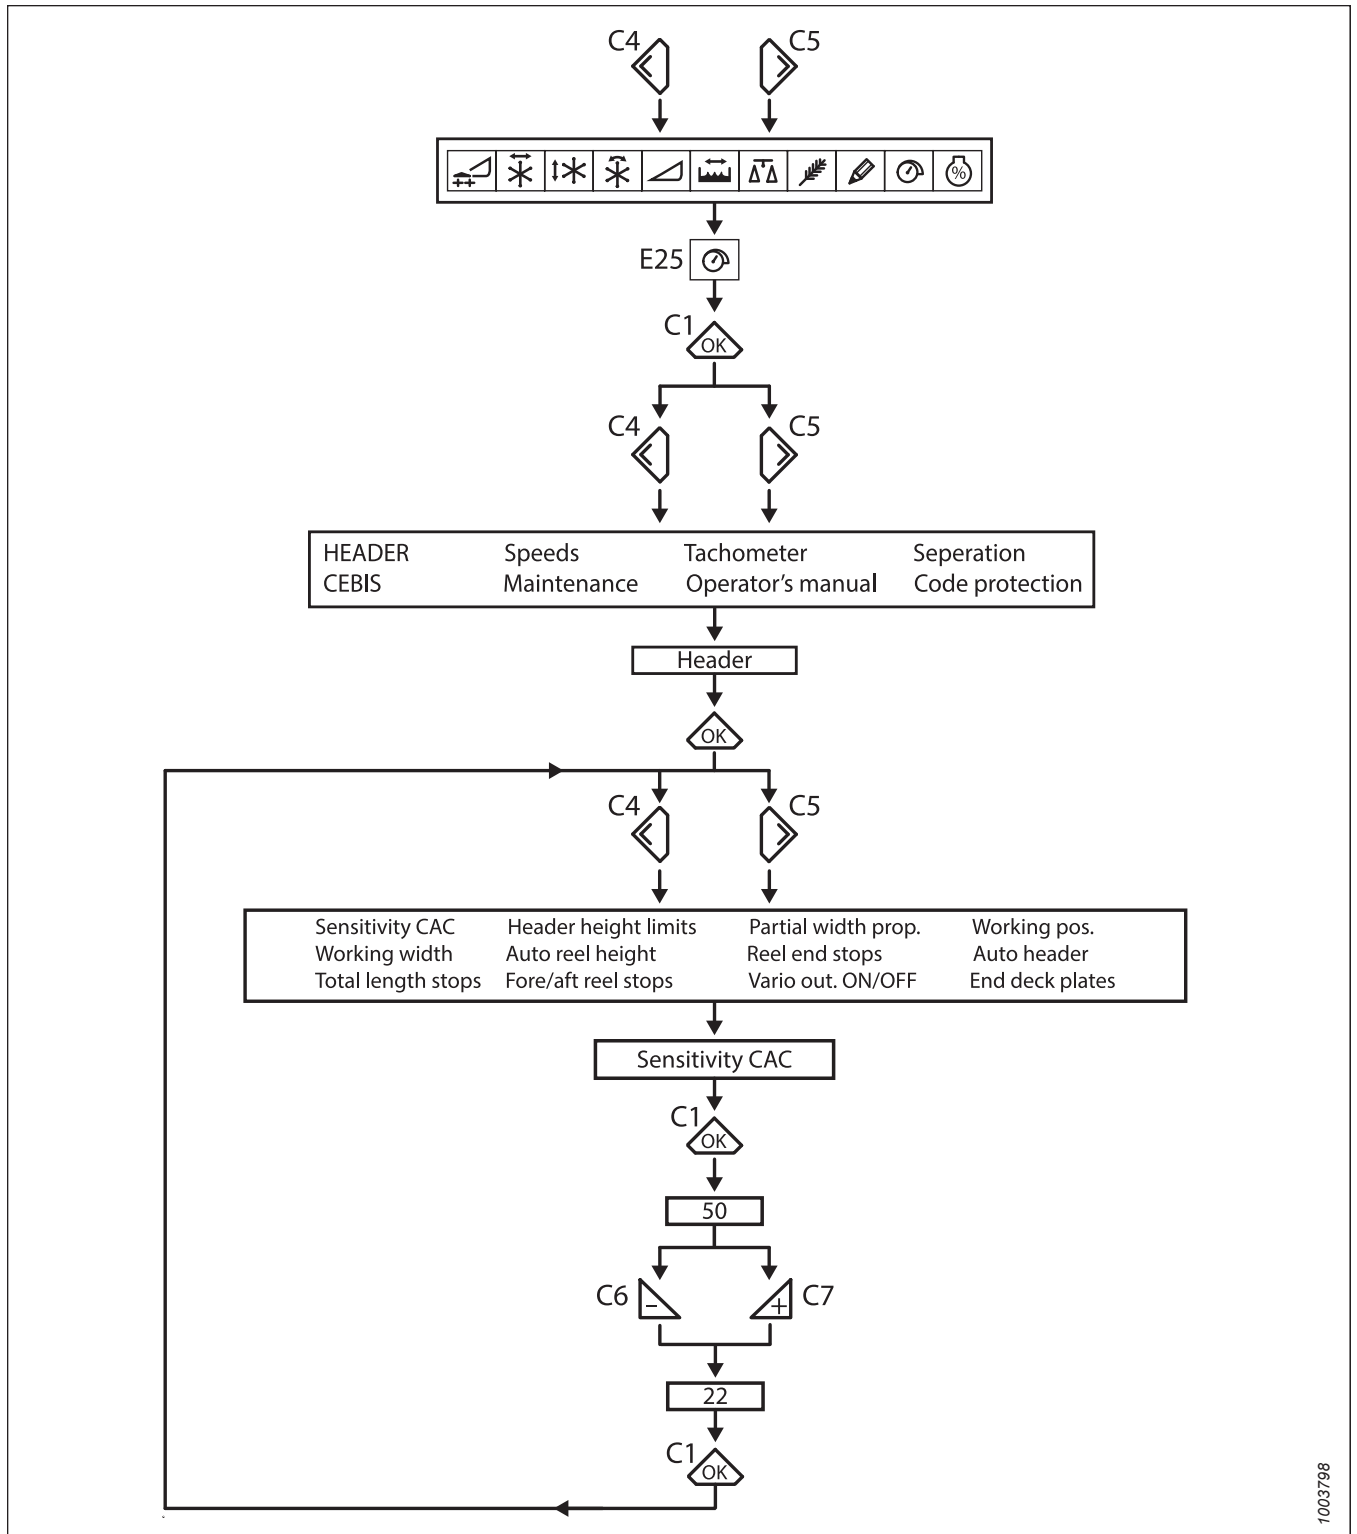 C4 C5
%
E25
C1
OK
C4 C5
HEADER Speeds Tachometer Seperation
CEBIS Maintenance Operator's manual Code protection
Header
OK
C4 C5
Sensitivity CAC Header height limits Partial width prop. Working pos.
Working width Auto reel height Reel end stops Auto header
Total length stops Fore/aft reel stops Vario out. ON/OFF End deck plates
Sensitivity CAC
C1
OK
50
C6 - + C7
22
C1
OK
1003798